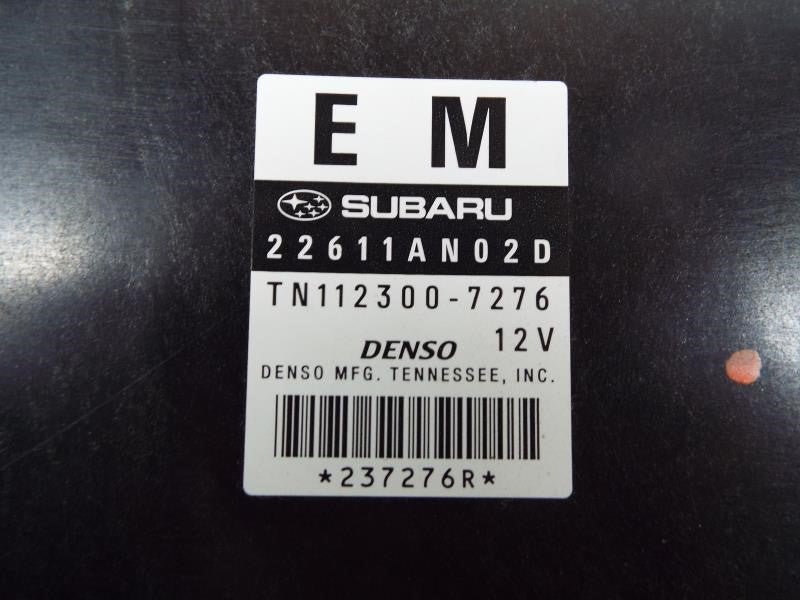 E M
SUBARU
22611AN02D
TN112300-7276
12V
DENSO
DENSO MFG. TENNESSEE, INC.
*237276R*